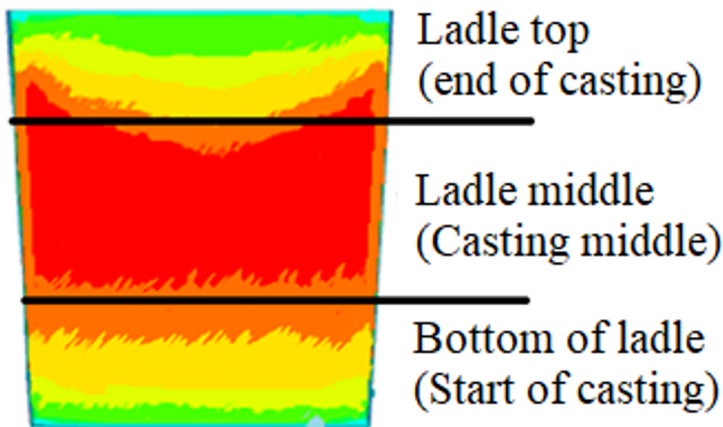 Ladle top
(end of casting)
Ladle middle
(Casting middle)
Bottom of ladle
(Start of casting)